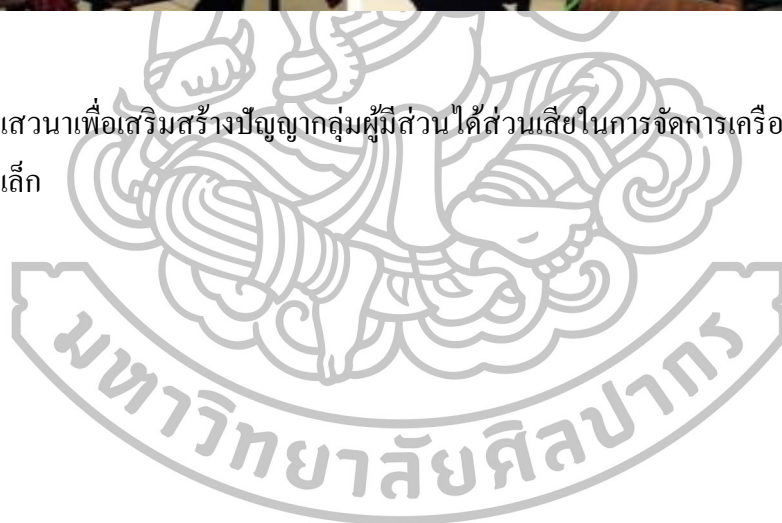 เสวนาเพื่อเสริมสร้างปัญญากลุ่มผู้มีส่วนได้ส่วนเสียในการจัดการเครือ
เล็ก
มหาวิทยาลัยศิลปากร